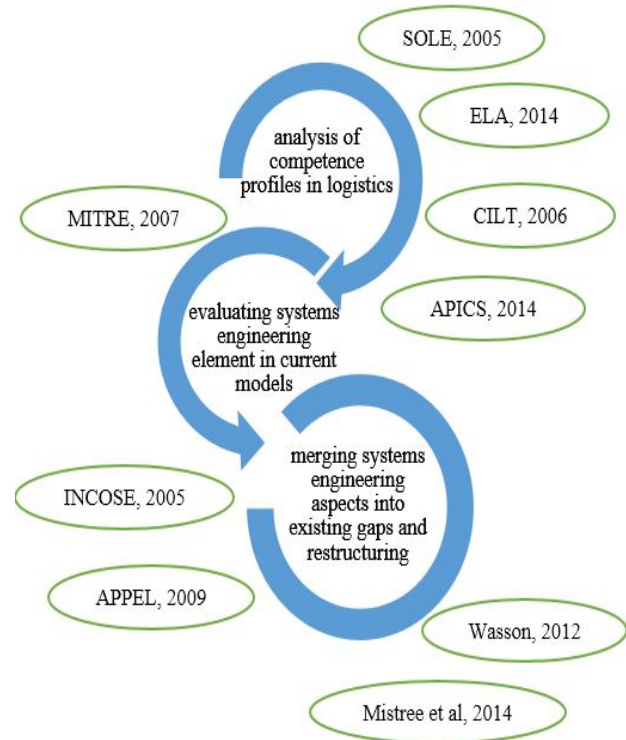 SOLE, 2005
ELA, 2014
analysis of
competence
profiles in logistics
MITRE, 2007
CILT, 2006
APICS, 2014
evaluating systems
engineering
element in current
models
merging systems
engineering
aspects into
existing gaps and
restructuring
INCOSE, 2005
APPEL, 2009
Wasson, 2012
Mistree et al, 2014